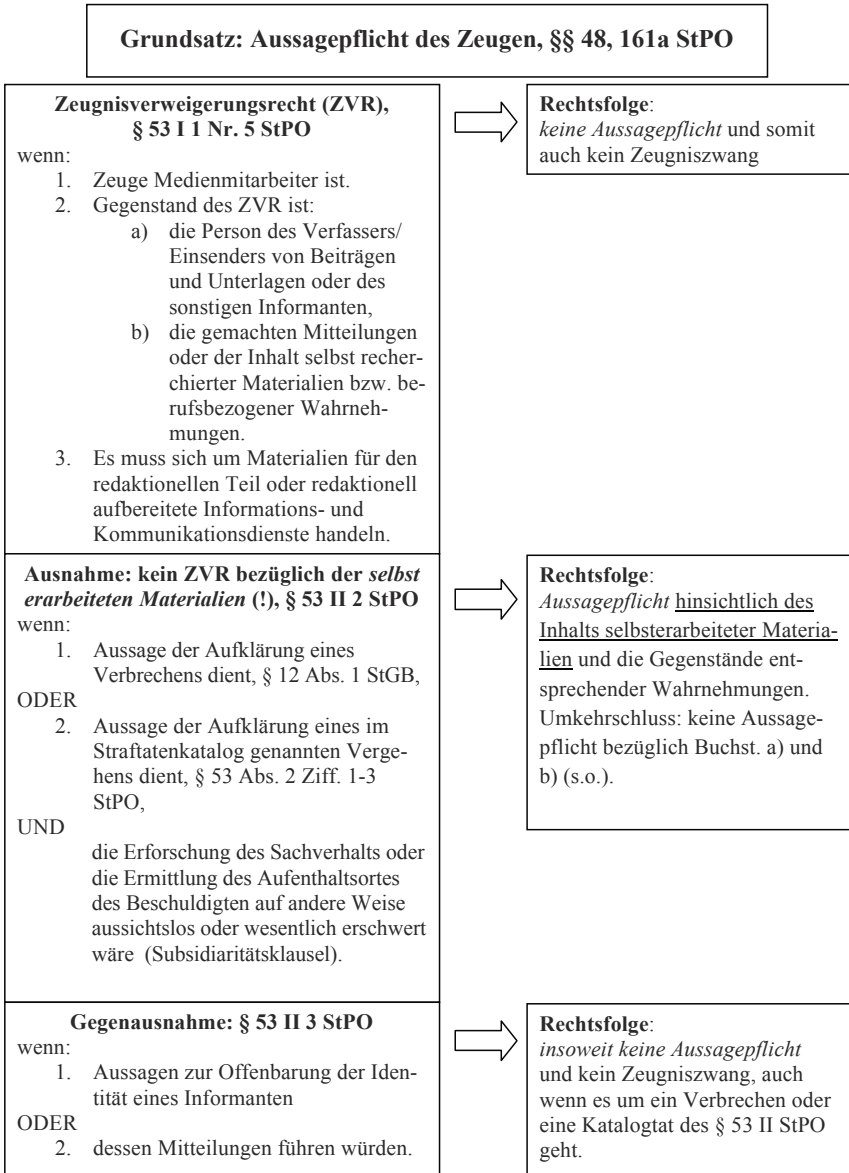 Grundsatz: Aussagepflicht des Zeugen, §§ 48, 161a StPO
Zeugnisverweigerungsrecht (ZVR),
§ 53 I 1 Nr. 5 StPO
wenn:
1. Zeuge Medienmitarbeiter ist.
2. Gegenstand des ZVR ist:
a) die Person des Verfassers/
Einsenders von Beiträgen
und Unterlagen oder des
sonstigen Informanten,
b) die gemachten Mitteilungen
oder der Inhalt selbst recher-
chierter Materialien bzw. be-
rufsbezogener Wahrneh-
mungen.
3. Es muss sich um Materialien für den
redaktionellen Teil oder redaktionell
aufbereitete Informations- und
Kommunikationsdienste handeln.
Rechtsfolge:
keine Aussagepflicht und somit
auch kein Zeugniszwang
Ausnahme: kein ZVR bezüglich der selbst
erarbeiteten Materialien (!), § 53 II 2 StPO
wenn:
1. Aussage der Aufklärung eines
Verbrechens dient, § 12 Abs. 1 StGB,
ODER
2. Aussage der Aufklärung eines im
Straftatenkatalog genannten Verge-
hens dient, § 53 Abs. 2 Ziff. 1-3
StPO,
UND
die Erforschung des Sachverhalts oder
die Ermittlung des Aufenthaltsortes
des Beschuldigten auf andere Weise
aussichtslos oder wesentlich erschwert
wäre (Subsidiaritätsklausel).
Rechtsfolge:
Aussagepflicht hinsichtlich des
Inhalts selbsterarbeiteter Materia-
lien und die Gegenstände ent-
sprechender Wahrnehmungen.
Umkehrschluss: keine Aussage-
pflicht bezüglich Buchst. a) und
b) (s.o.).
Gegenausnahme: § 53 II 3 StPO
wenn:
1. Aussagen zur Offenbarung der Iden-
tität eines Informanten
ODER
2. dessen Mitteilungen führen würden.
Rechtsfolge:
insoweit keine Aussagepflicht
und kein Zeugniszwang, auch
wenn es um ein Verbrechen oder
eine Katalogtat des § 53 II StPO
geht.